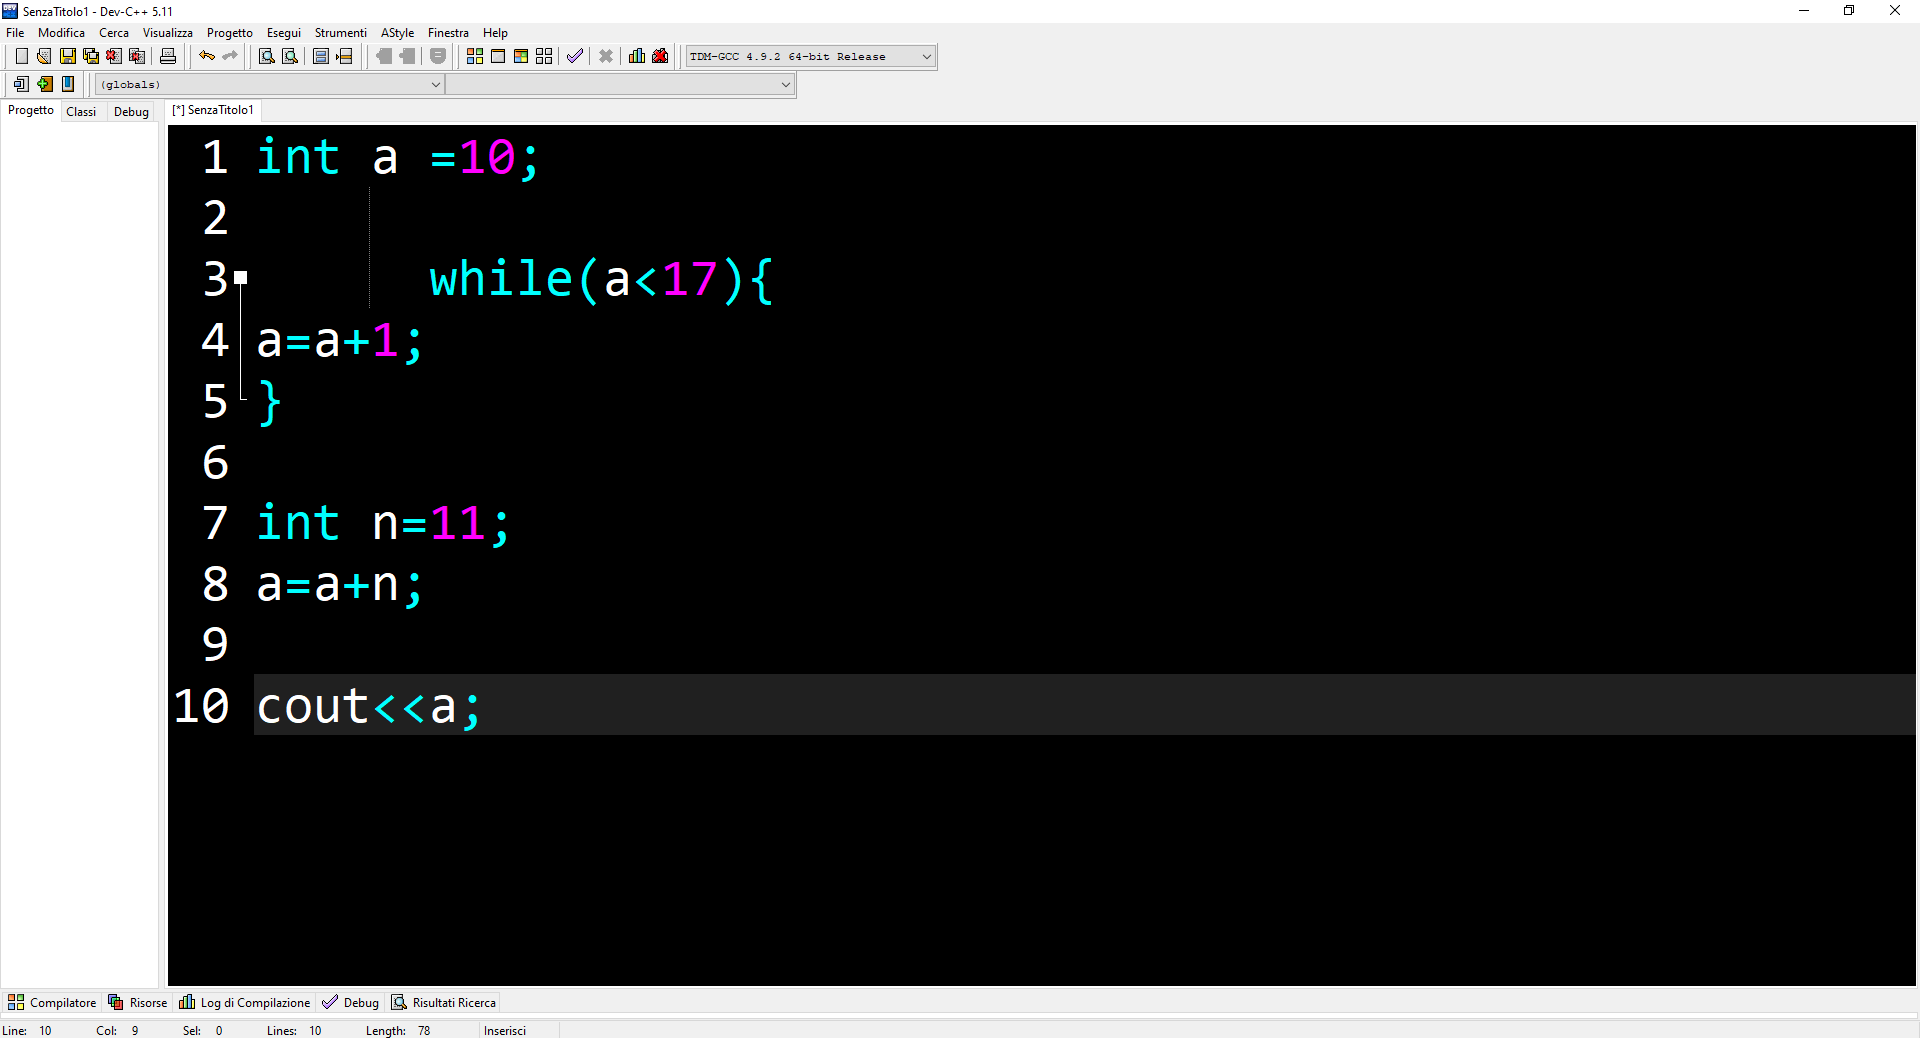 SenzaTitolo1 - Dev-C++ 5.11
File Modifica Cerca Visualizza Progetto Esegui Strumenti AStyle Finestra Help
TDM-GCC 4.9.2 64-bit Release
(globals)
Progetto Classi Debug [*] SenzaTitolo1
1 int a =10;
2
3 while(a<17){
4 a=a+1;
5 }
6
7 int n=11;
8 a=a+n;
9
10 cout<<a;
Compilatore Risorse Log di Compilazione Debug Risultati Ricerca
Line: 10 Col: 9 Sel: 0 Lines: 10 Length: 78 Inserisci